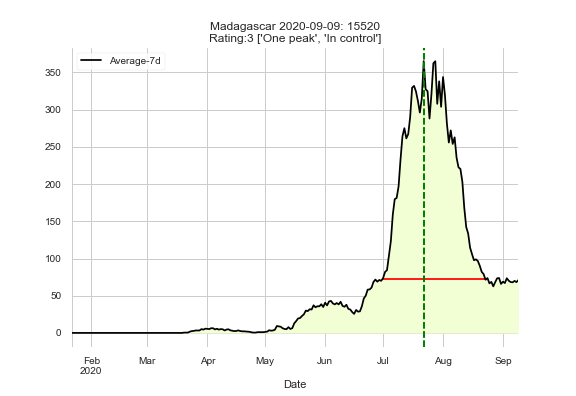 Madagascar 2020-09-09: 15520
Rating:3 ['One peak', 'In control']
Average-7d
350
300
250
200
150
100
50
0
Feb Mar Apr May Jun Jul Aug Sep
2020
Date